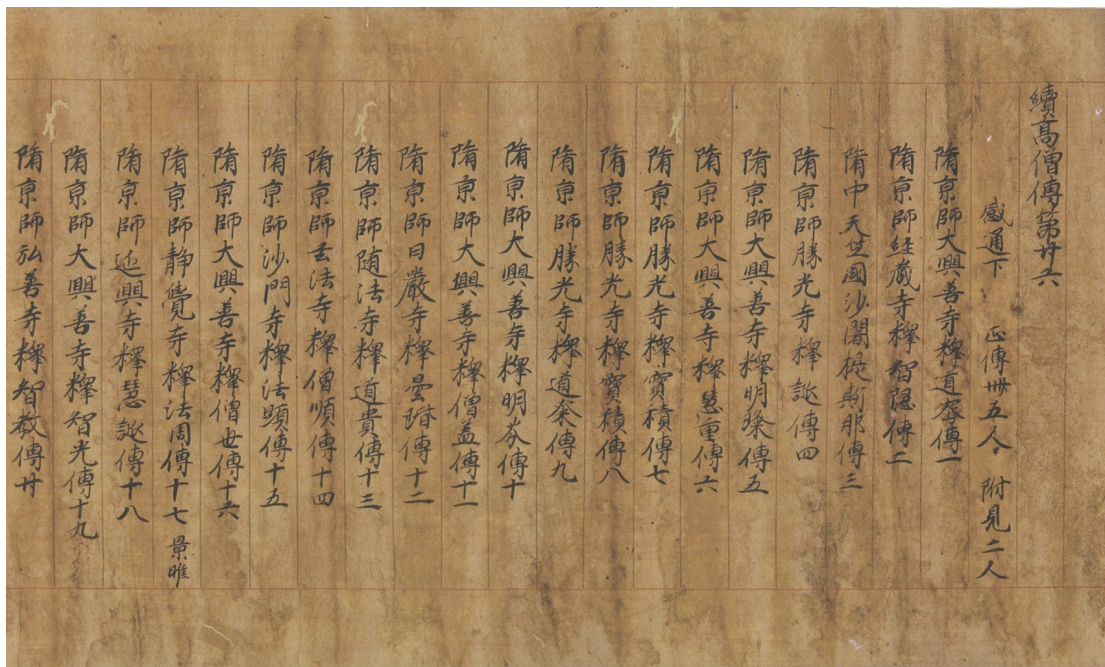 續高僧傳第廿六
感通下 正傳卌五人 附見二人
隋京師大興善寺釋道密傳一
隋京師經藏寺釋智隱傳二
隋中天竺國沙門闍提斯那傳三
隋京師勝光寺釋誂傳四
隋京師大興善寺釋明璨傳五
隋京師大興善寺釋慧重傳六
隋京師勝光寺釋寶積傳七
隋京師勝光寺釋寶積傳八
隋京師勝光寺釋道粲傳九
隋京師大興善寺釋明芬傳十
隋京師大興善寺釋僧盖傳十一
隋京師日嚴寺釋曇瑎傳十二
隋京師随法寺釋道貴傳十三
隋京師玄法寺釋僧順傳十四
隋京師沙門寺釋法顯傳十五
隋京師大興善寺釋僧世傳十六
隋京師靜覺寺釋法周傳十七 景暐
隋京師延興寺釋慧誕傳十八
隋京師大興善寺釋智光傳十九
隋京師弘善寺釋智教傳廿